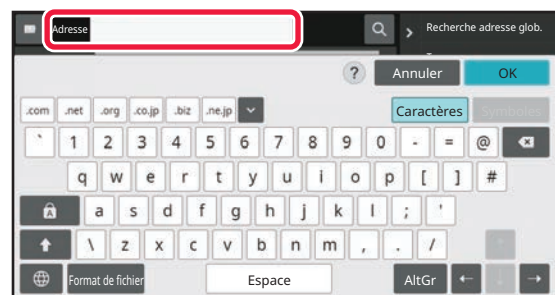 Adresse
Recherche adresse glob.
? Annuler OK
.com .net .org .co.jp .biz .ne.jp Caractères Symboles
` 1 2 3 4 5 6 7 8 9 0 - = @
q w e r t y u i o p [ ] #
A a s d f g h j k l ; '
\ z x c v b n m , . /
Format de fichier Espace AltGr ← ↓ →